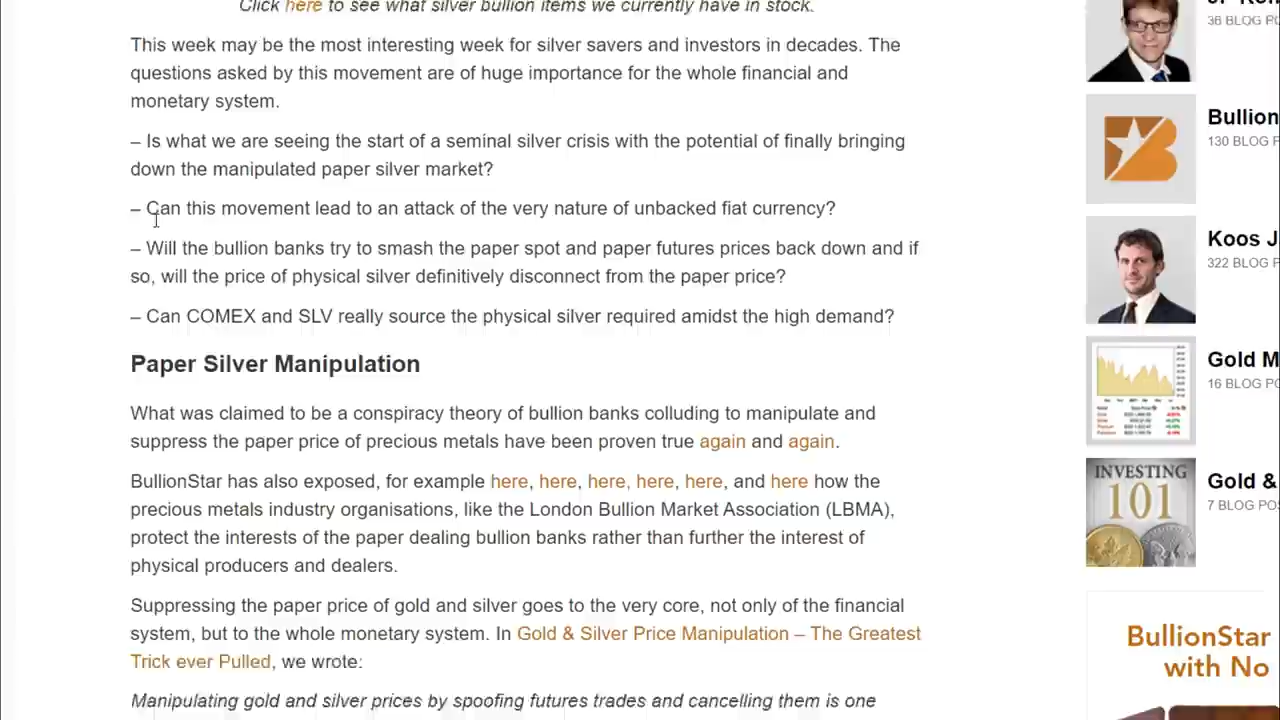 Click here to see what silver bullion items we currently have in stock.
This week may be the most interesting week for silver savers and investors in decades. The
questions asked by this movement are of huge importance for the whole financial and
monetary system.
– Is what we are seeing the start of a seminal silver crisis with the potential of finally bringing
down the manipulated paper silver market?
– Can this movement lead to an attack of the very nature of unbacked fiat currency?
– Will the bullion banks try to smash the paper spot and paper futures prices back down and if
so, will the price of physical silver definitively disconnect from the paper price?
– Can COMEX and SLV really source the physical silver required amidst the high demand?
Paper Silver Manipulation
What was claimed to be a conspiracy theory of bullion banks colluding to manipulate and
suppress the paper price of precious metals have been proven true again and again.
BullionStar has also exposed, for example here, here, here, here, here, and here how the
precious metals industry organisations, like the London Bullion Market Association (LBMA),
protect the interests of the paper dealing bullion banks rather than further the interest of
physical producers and dealers.
Suppressing the paper price of gold and silver goes to the very core, not only of the financial
system, but to the whole monetary system. In Gold & Silver Price Manipulation – The Greatest
Trick ever Pulled, we wrote:
Manipulating gold and silver prices by spoofing futures trades and cancelling them is one
36 BLOG P
Bullion
130 BLOG P
Koos J
322 BLOG P
Gold M
16 BLOG PO
INVESTING
101
Gold &
7 BLOG POS
BullionStar
with No